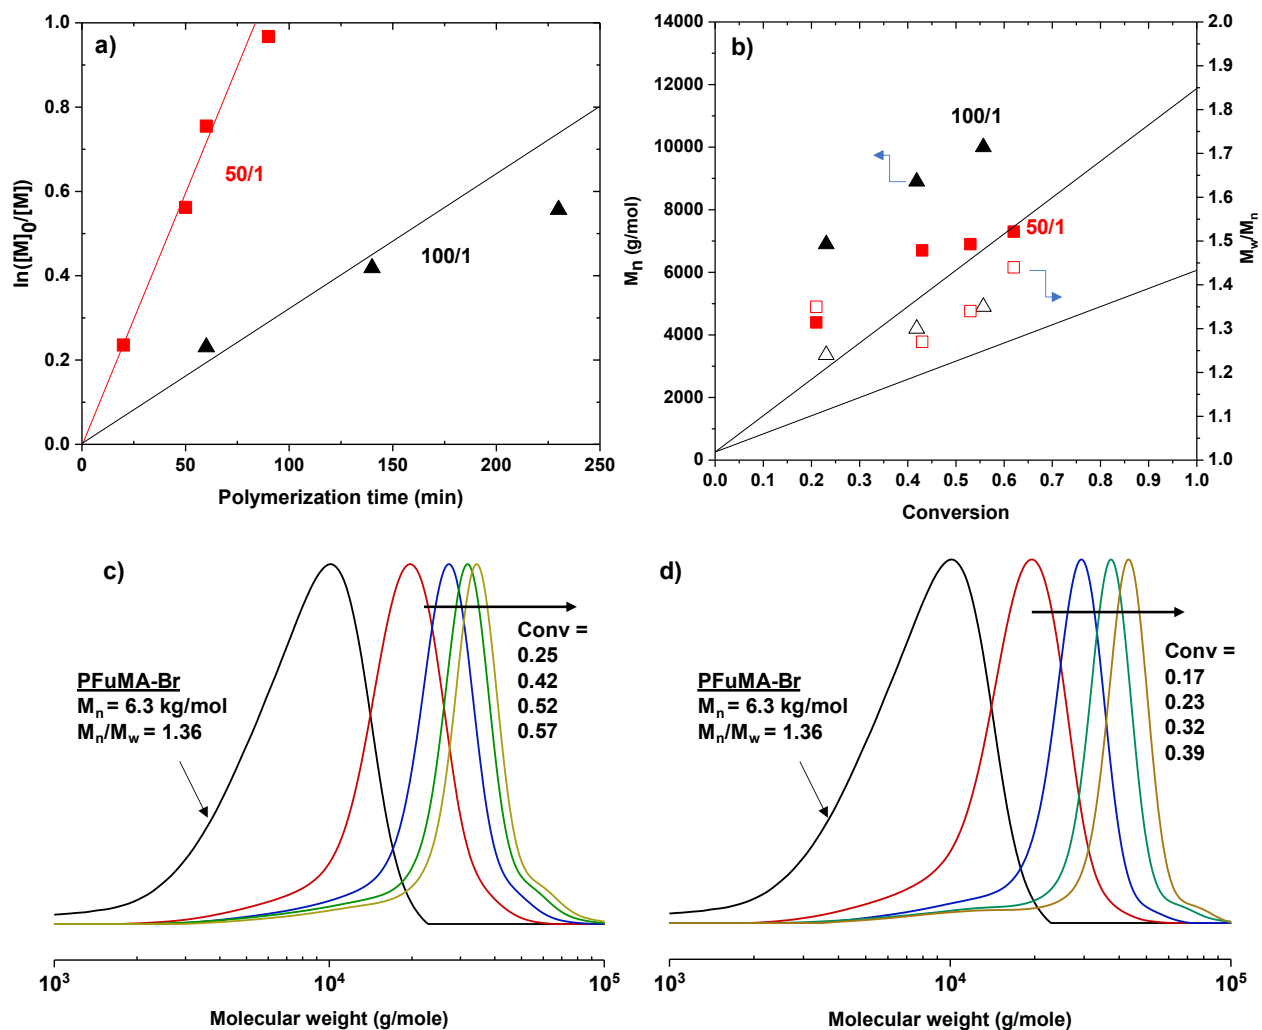 a)
1.0
0.8
0.6
0.4
0.2
0.0
ln([M]0/[M])
50/1
100/1
0 50 100 150 200 250
Polymerization time (min)
b)
14000
12000
10000
8000
6000
4000
2000
0
Mn (g/mol)
100/1
50/1
2.0
1.9
1.8
1.7
1.6
1.5
1.4
1.3
1.2
1.1
1.0
Mw/Mn
0.0 0.1 0.2 0.3 0.4 0.5 0.6 0.7 0.8 0.9 1.0
Conversion
c)
PFuMA-Br
Mn = 6.3 kg/mol
Mn/Mw = 1.36
Conv =
0.25
0.42
0.52
0.57
10³ 10⁴ 10⁵
Molecular weight (g/mole)
d)
PFuMA-Br
Mn = 6.3 kg/mol
Mn/Mw = 1.36
Conv =
0.17
0.23
0.32
0.39
10³ 10⁴ 10⁵
Molecular weight (g/mole)